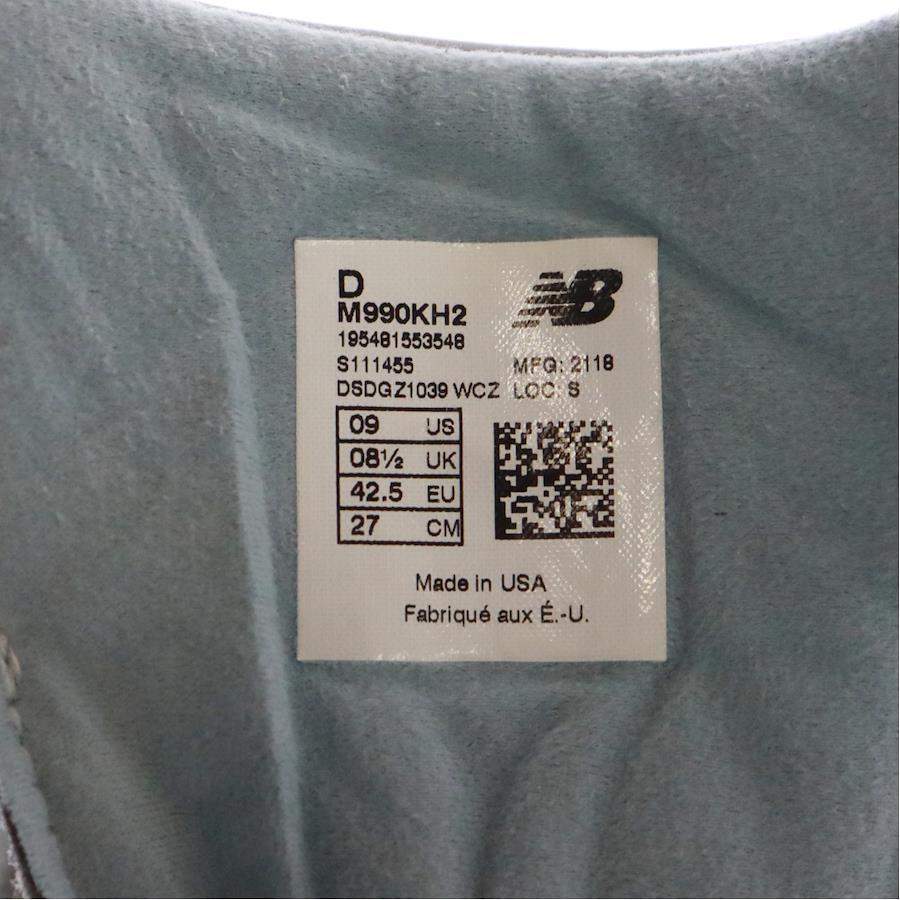 D
NB
M990KH2
195481553548
S111455 MFG: 2118
DSDGZ1039 WCZ LOC: S
09 US
08½ UK
42.5 EU
27 CM
Made in USA
Fabriqué aux É.-U.